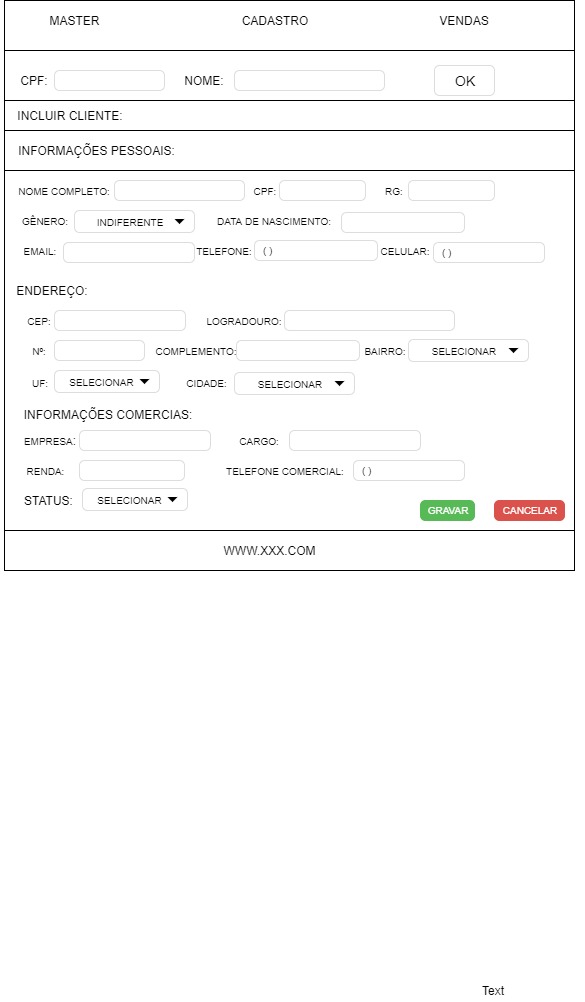 MASTER CADASTRO VENDAS
CPF: NOME: OK
INCLUIR CLIENTE:
INFORMAÇÕES PESSOAIS:
NOME COMPLETO: CPF: RG:
GÊNERO: INDIFERENTE DATA DE NASCIMENTO:
EMAIL: TELEFONE: ( ) CELULAR: ( )
ENDEREÇO:
CEP: LOGRADOURO:
Nº: COMPLEMENTO: BAIRRO: SELECIONAR
UF: SELECIONAR CIDADE: SELECIONAR
INFORMAÇÕES COMERCIAS:
EMPRESA: CARGO:
RENDA: TELEFONE COMERCIAL: ( )
STATUS: SELECIONAR GRAVAR CANCELAR
WWW.XXX.COM
Text